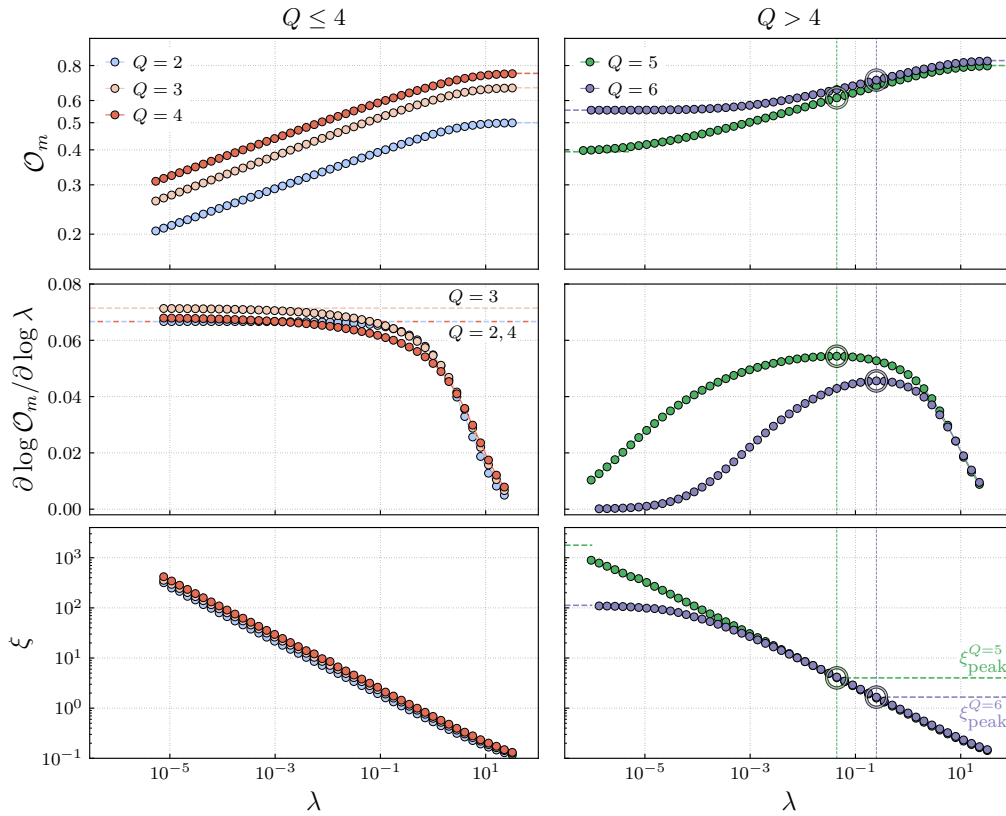 Q ≤ 4
Q > 4
0.8
0.6
0.5
0.4
0.3
0.2
𝒪_m
Q = 2
Q = 3
Q = 4
Q = 5
Q = 6
0.08
0.06
0.04
0.02
0.00
∂ log 𝒪_m/∂ log λ
Q = 3
Q = 2, 4
10^3
10^2
10^1
10^0
10^−1
ξ
ξ_peak^Q=5
ξ_peak^Q=6
10^−5
10^−3
10^−1
10^1
10^−5
10^−3
10^−1
10^1
λ
λ